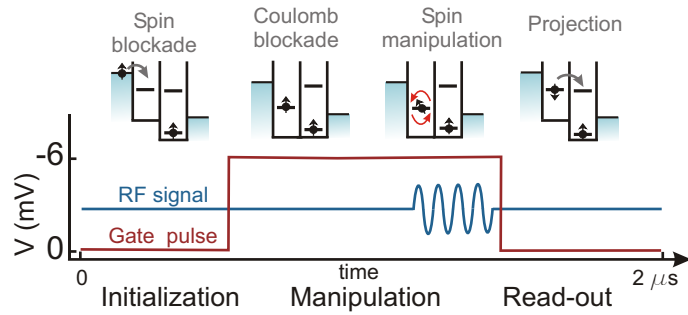 Spin
blockade
Coulomb
blockade
Spin
manipulation
Projection
V (mV)
-6
0
RF signal
Gate pulse
0
time
2 μs
Initialization
Manipulation
Read-out